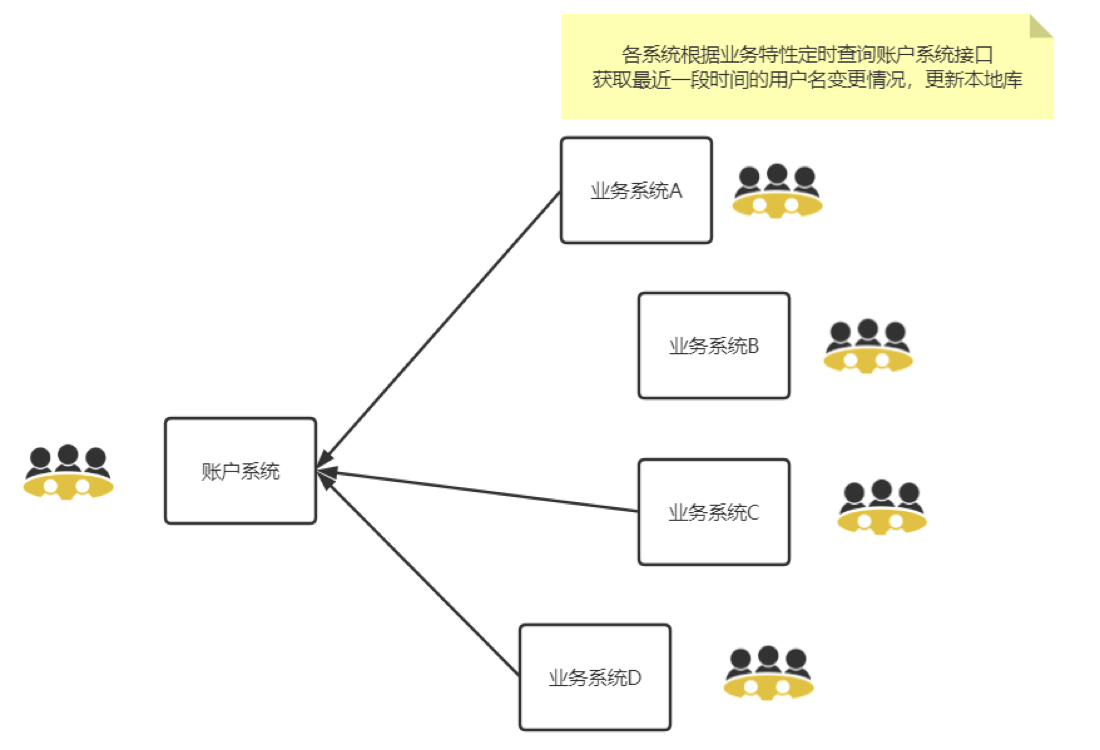 各系统根据业务特性定时查询账户系统接口
获取最近一段时间的用户名变更情况，更新本地库
业务系统A
业务系统B
账户系统
业务系统C
业务系统D